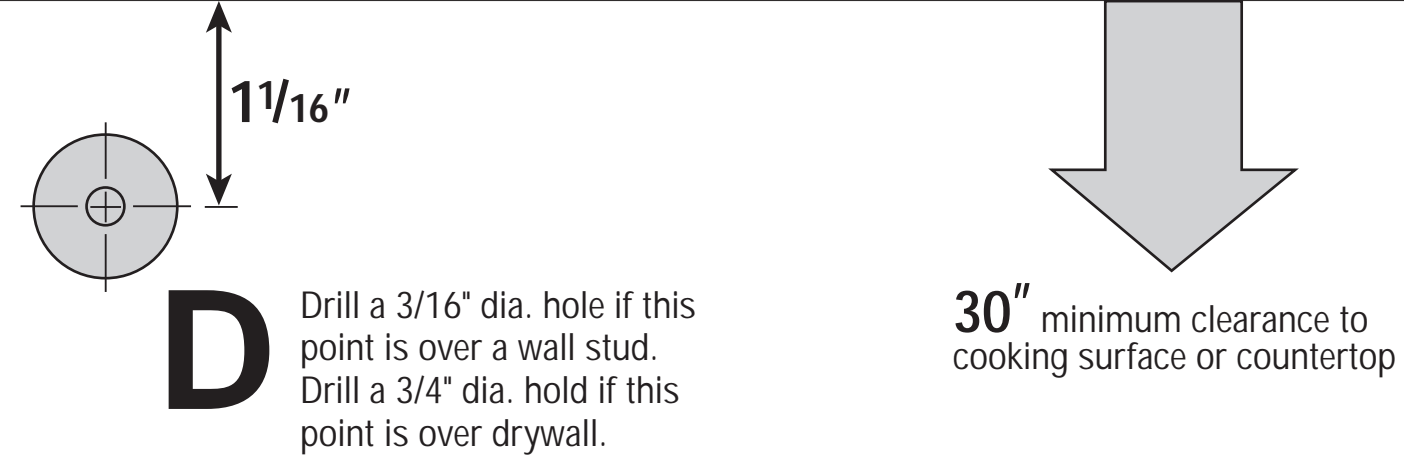 1 1/16"
D
Drill a 3/16" dia. hole if this
point is over a wall stud.
Drill a 3/4" dia. hold if this
point is over drywall.
30" minimum clearance to
cooking surface or countertop